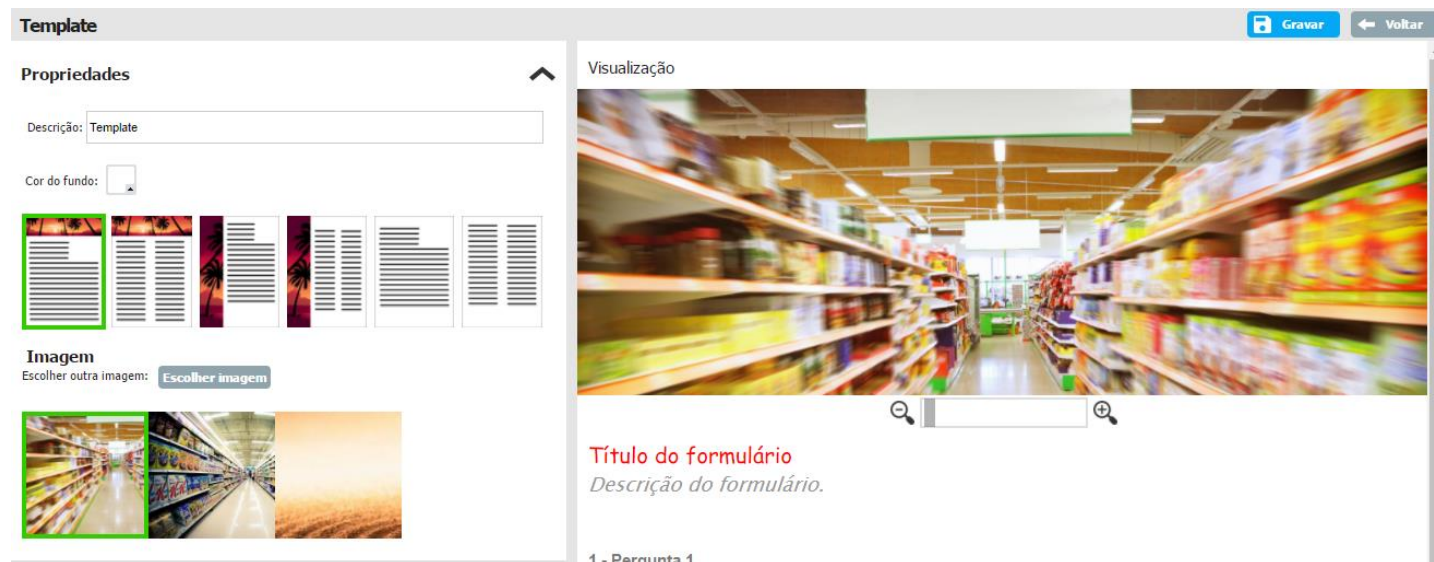 Template
Gravar
Voltar
Propriedades
Descrição: Template
Cor do fundo:
Imagem
Escolher outra imagem: Escolher imagem
Visualização
Título do formulário
Descrição do formulário.
1 - Pergunta 1